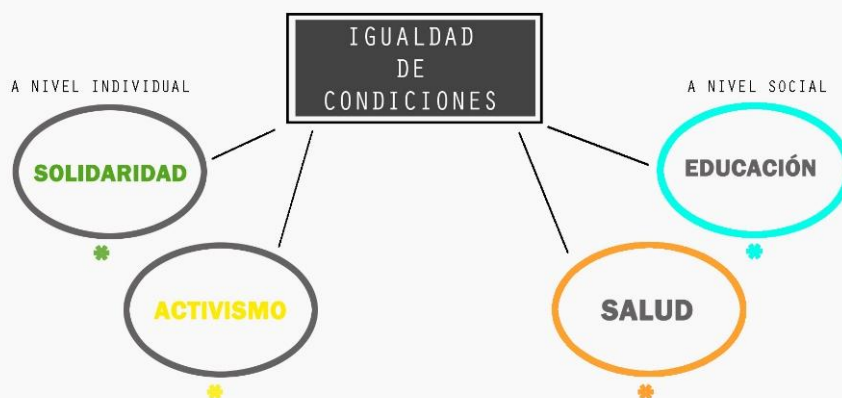 IGUALDAD
DE
CONDICIONES
A NIVEL INDIVIDUAL
A NIVEL SOCIAL
SOLIDARIDAD
EDUCACIÓN
ACTIVISMO
SALUD